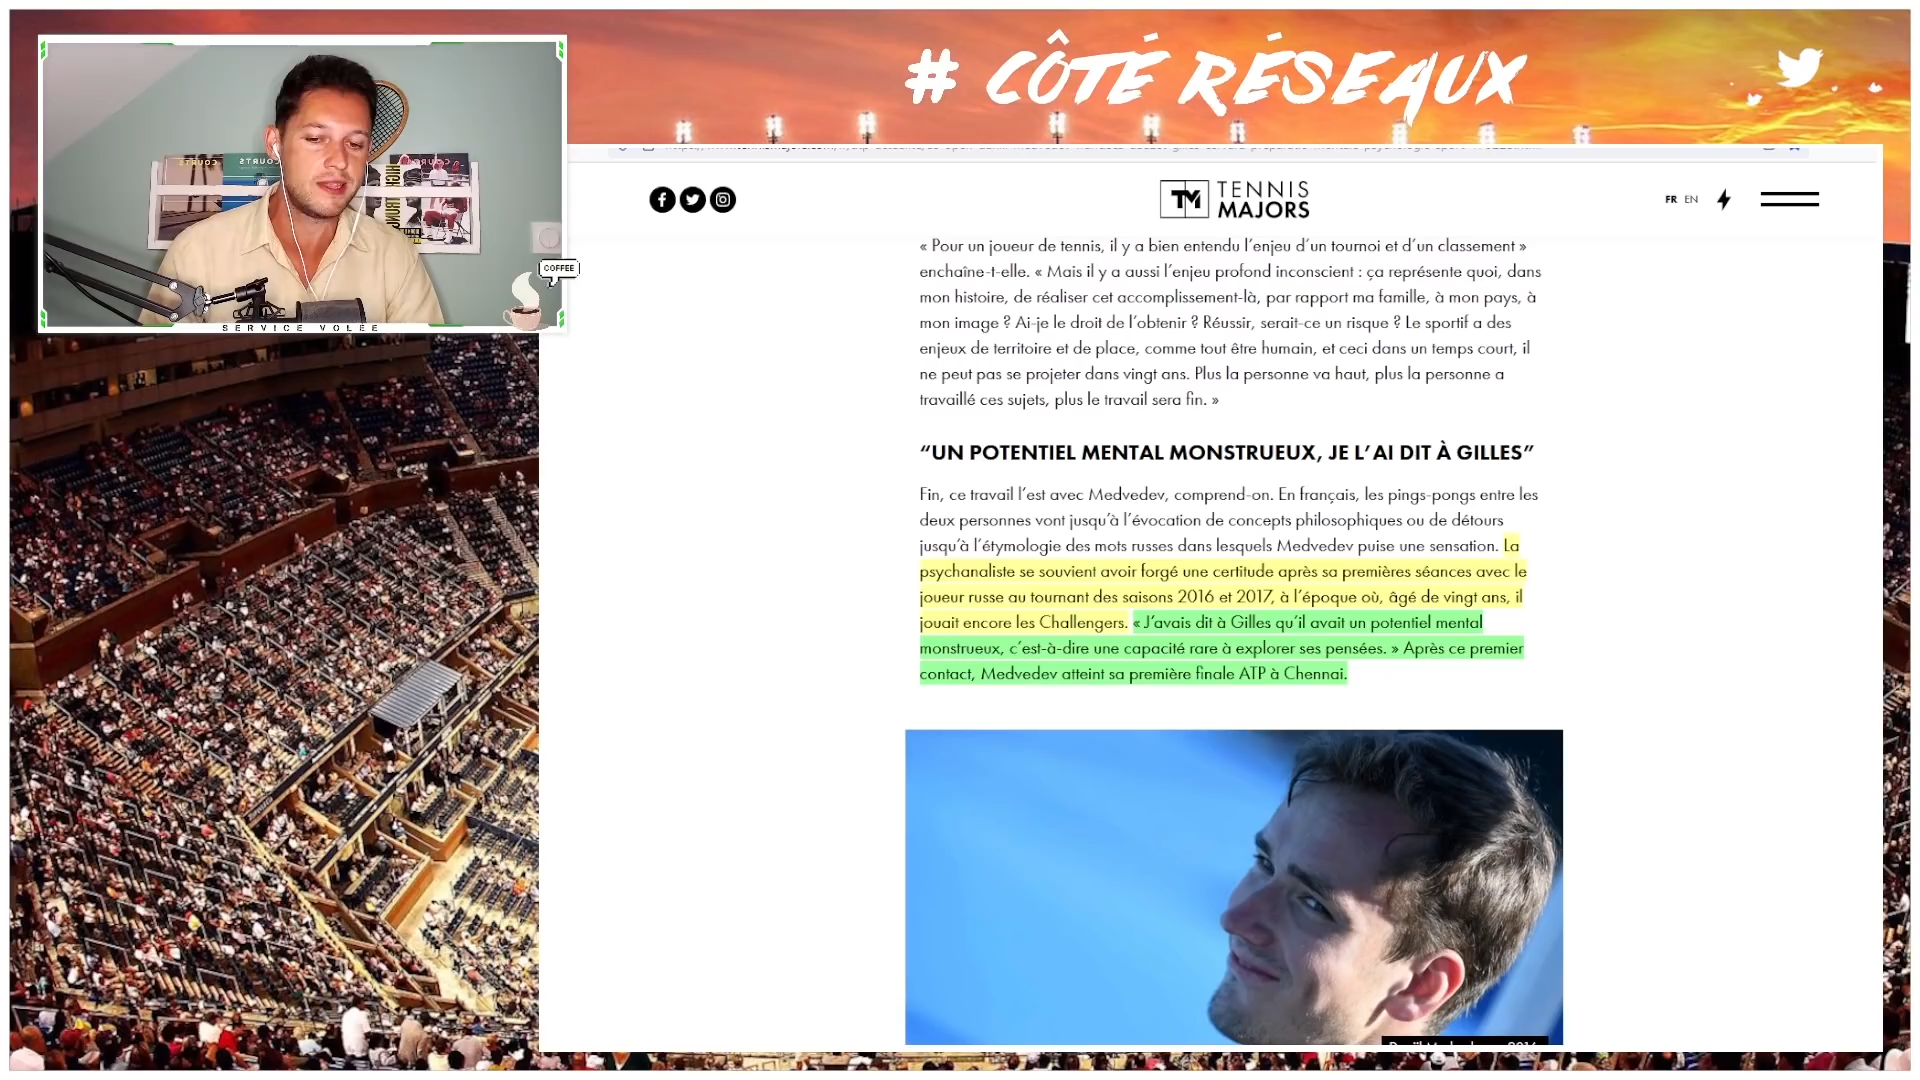 # CÔTÉ RÉSEAUX
COURTS
COURTS
COFFEE
SERVICE VOLÉE
TM TENNIS
MAJORS
FR EN
« Pour un joueur de tennis, il y a bien entendu l'enjeu d'un tournoi et d'un classement »
enchaîne-t-elle. « Mais il y a aussi l'enjeu profond inconscient : ça représente quoi, dans
mon histoire, de réaliser cet accomplissement-là, par rapport ma famille, à mon pays, à
mon image ? Ai-je le droit de l'obtenir ? Réussir, serait-ce un risque ? Le sportif a des
enjeux de territoire et de place, comme tout être humain, et ceci dans un temps court, il
ne peut pas se projeter dans vingt ans. Plus la personne va haut, plus la personne a
travaillé ces sujets, plus le travail sera fin. »
“UN POTENTIEL MENTAL MONSTRUEUX, JE L'AI DIT À GILLES”
Fin, ce travail l'est avec Medvedev, comprend-on. En français, les pings-pongs entre les
deux personnes vont jusqu'à l'évocation de concepts philosophiques ou de détours
jusqu'à l'étymologie des mots russes dans lesquels Medvedev puise une sensation. La
psychanaliste se souvient avoir forgé une certitude après sa premières séances avec le
joueur russe au tournant des saisons 2016 et 2017, à l'époque où, âgé de vingt ans, il
jouait encore les Challengers. « J'avais dit à Gilles qu'il avait un potentiel mental
monstrueux, c'est-à-dire une capacité rare à explorer ses pensées. » Après ce premier
contact, Medvedev atteint sa première finale ATP à Chennai.